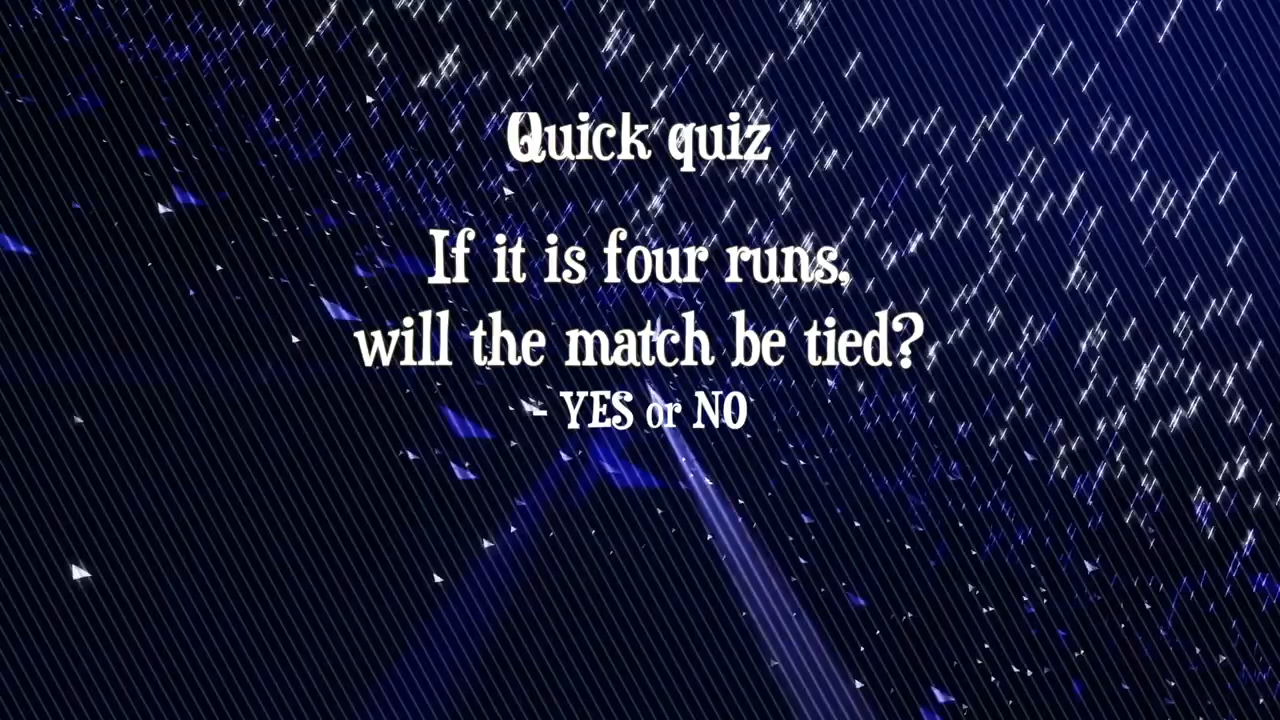 Quick quiz
If it is four runs,
will the match be tied?
- YES or NO